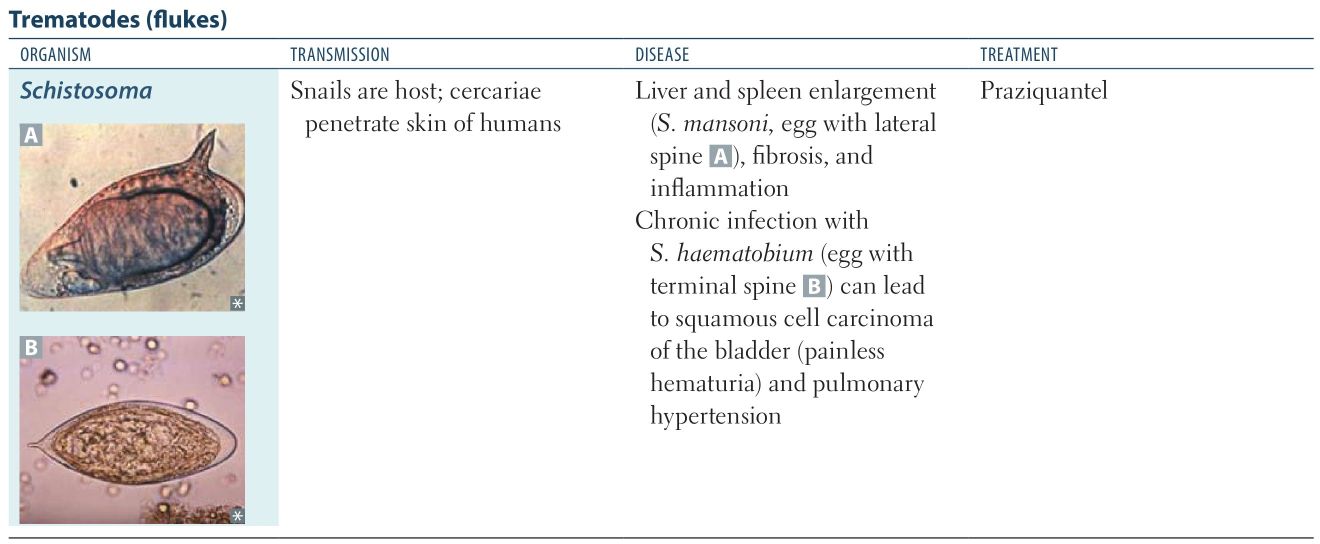 Trematodes (flukes)
ORGANISM TRANSMISSION DISEASE TREATMENT
Schistosoma
A
*
B
*
Snails are host; cercariae
penetrate skin of humans
Liver and spleen enlargement
(S. mansoni, egg with lateral
spine A), fibrosis, and
inflammation
Chronic infection with
S. haematobium (egg with
terminal spine B) can lead
to squamous cell carcinoma
of the bladder (painless
hematuria) and pulmonary
hypertension
Praziquantel